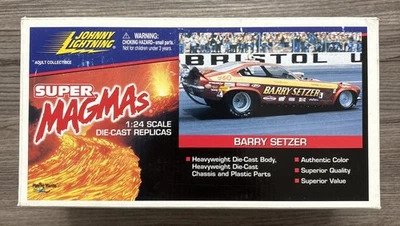 JOHNNY
LIGHTNING
ADULT COLLECTIBLES
WARNING:
CHOKING HAZARD-small parts.
Not for children under 3 years.
SUPER
MAGMAs
1:24 SCALE
DIE-CAST REPLICAS
BRISTOL
BARRY SETZER
BARRY SETZER
Heavyweight Die-Cast Body,
Heavyweight Die-Cast
Chassis and Plastic Parts
Authentic Color
Superior Quality
Superior Value